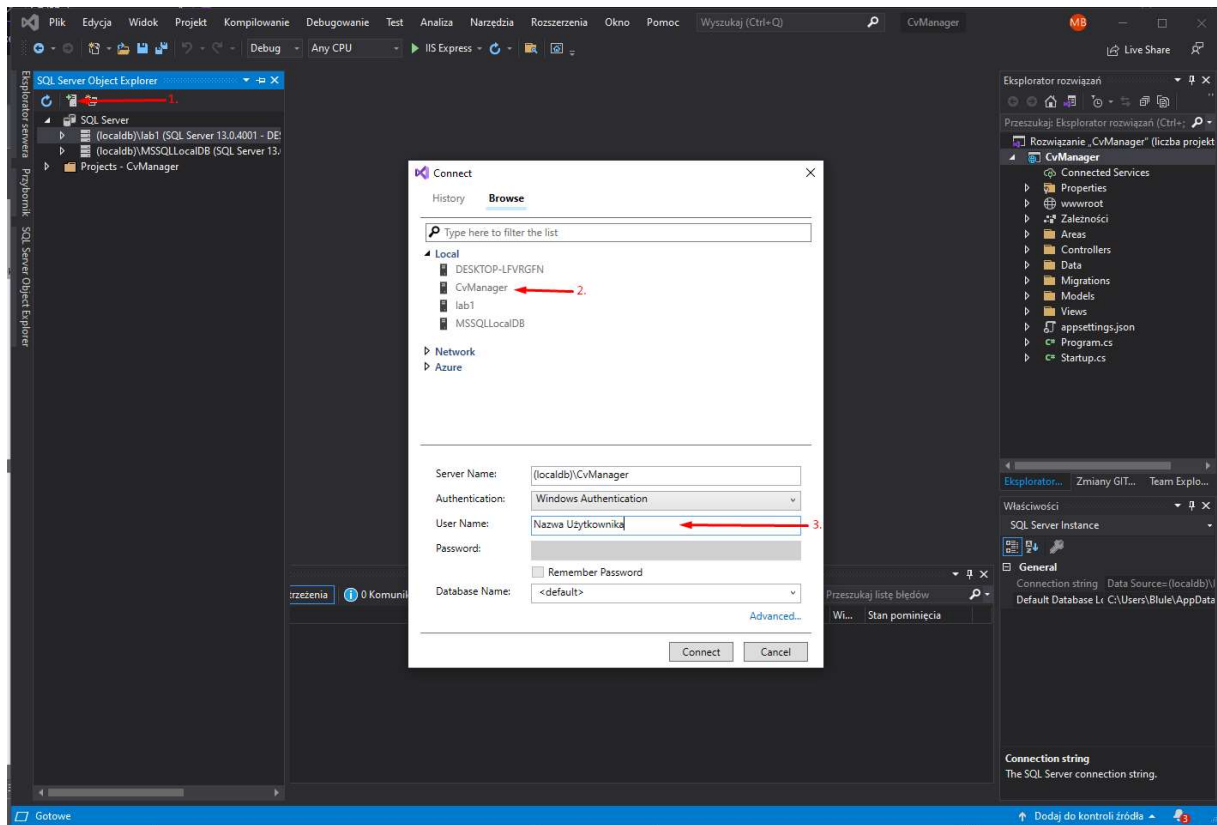 Plik Edycja Widok Projekt Kompilowanie Debugowanie Test Analiza Narzędzia Rozszerzenia Okno Pomoc Wyszukaj (Ctrl+Q) CvManager MB
Debug Any CPU IIS Express Live Share
Eksplorator serwera
Przybornik
SQL Server Object Explorer
SQL Server Object Explorer
1.
SQL Server
(localdb)\lab1 (SQL Server 13.0.4001 - DE
(localdb)\MSSQLLocalDB (SQL Server 13.
Projects - CvManager
Connect
History Browse
Type here to filter the list
Local
DESKTOP-LFVRGFN
CvManager
2.
lab1
MSSQLLocalDB
Network
Azure
Server Name: (localdb)\CvManager
Authentication: Windows Authentication
User Name: Nazwa Użytkownika
3.
Password:
Remember Password
Database Name: <default>
Advanced...
Connect Cancel
trzeżenia 0 Komunik
Przeszukaj listę błędów
Wi... Stan pominięcia
Eksplorator rozwiązań
Przeszukaj: Eksplorator rozwiązań (Ctrl+;
Rozwiązanie „CvManager" (liczba projekt
CvManager
Connected Services
Properties
wwwroot
Zależności
Areas
Controllers
Data
Migrations
Models
Views
appsettings.json
C# Program.cs
C# Startup.cs
Eksplorator... Zmiany GIT... Team Explo...
Właściwości
SQL Server Instance
General
Connection string Data Source=(localdb)\
Default Database Lo C:\Users\Blule\AppData
Connection string
The SQL Server connection string.
Gotowe
Dodaj do kontroli źródła 3